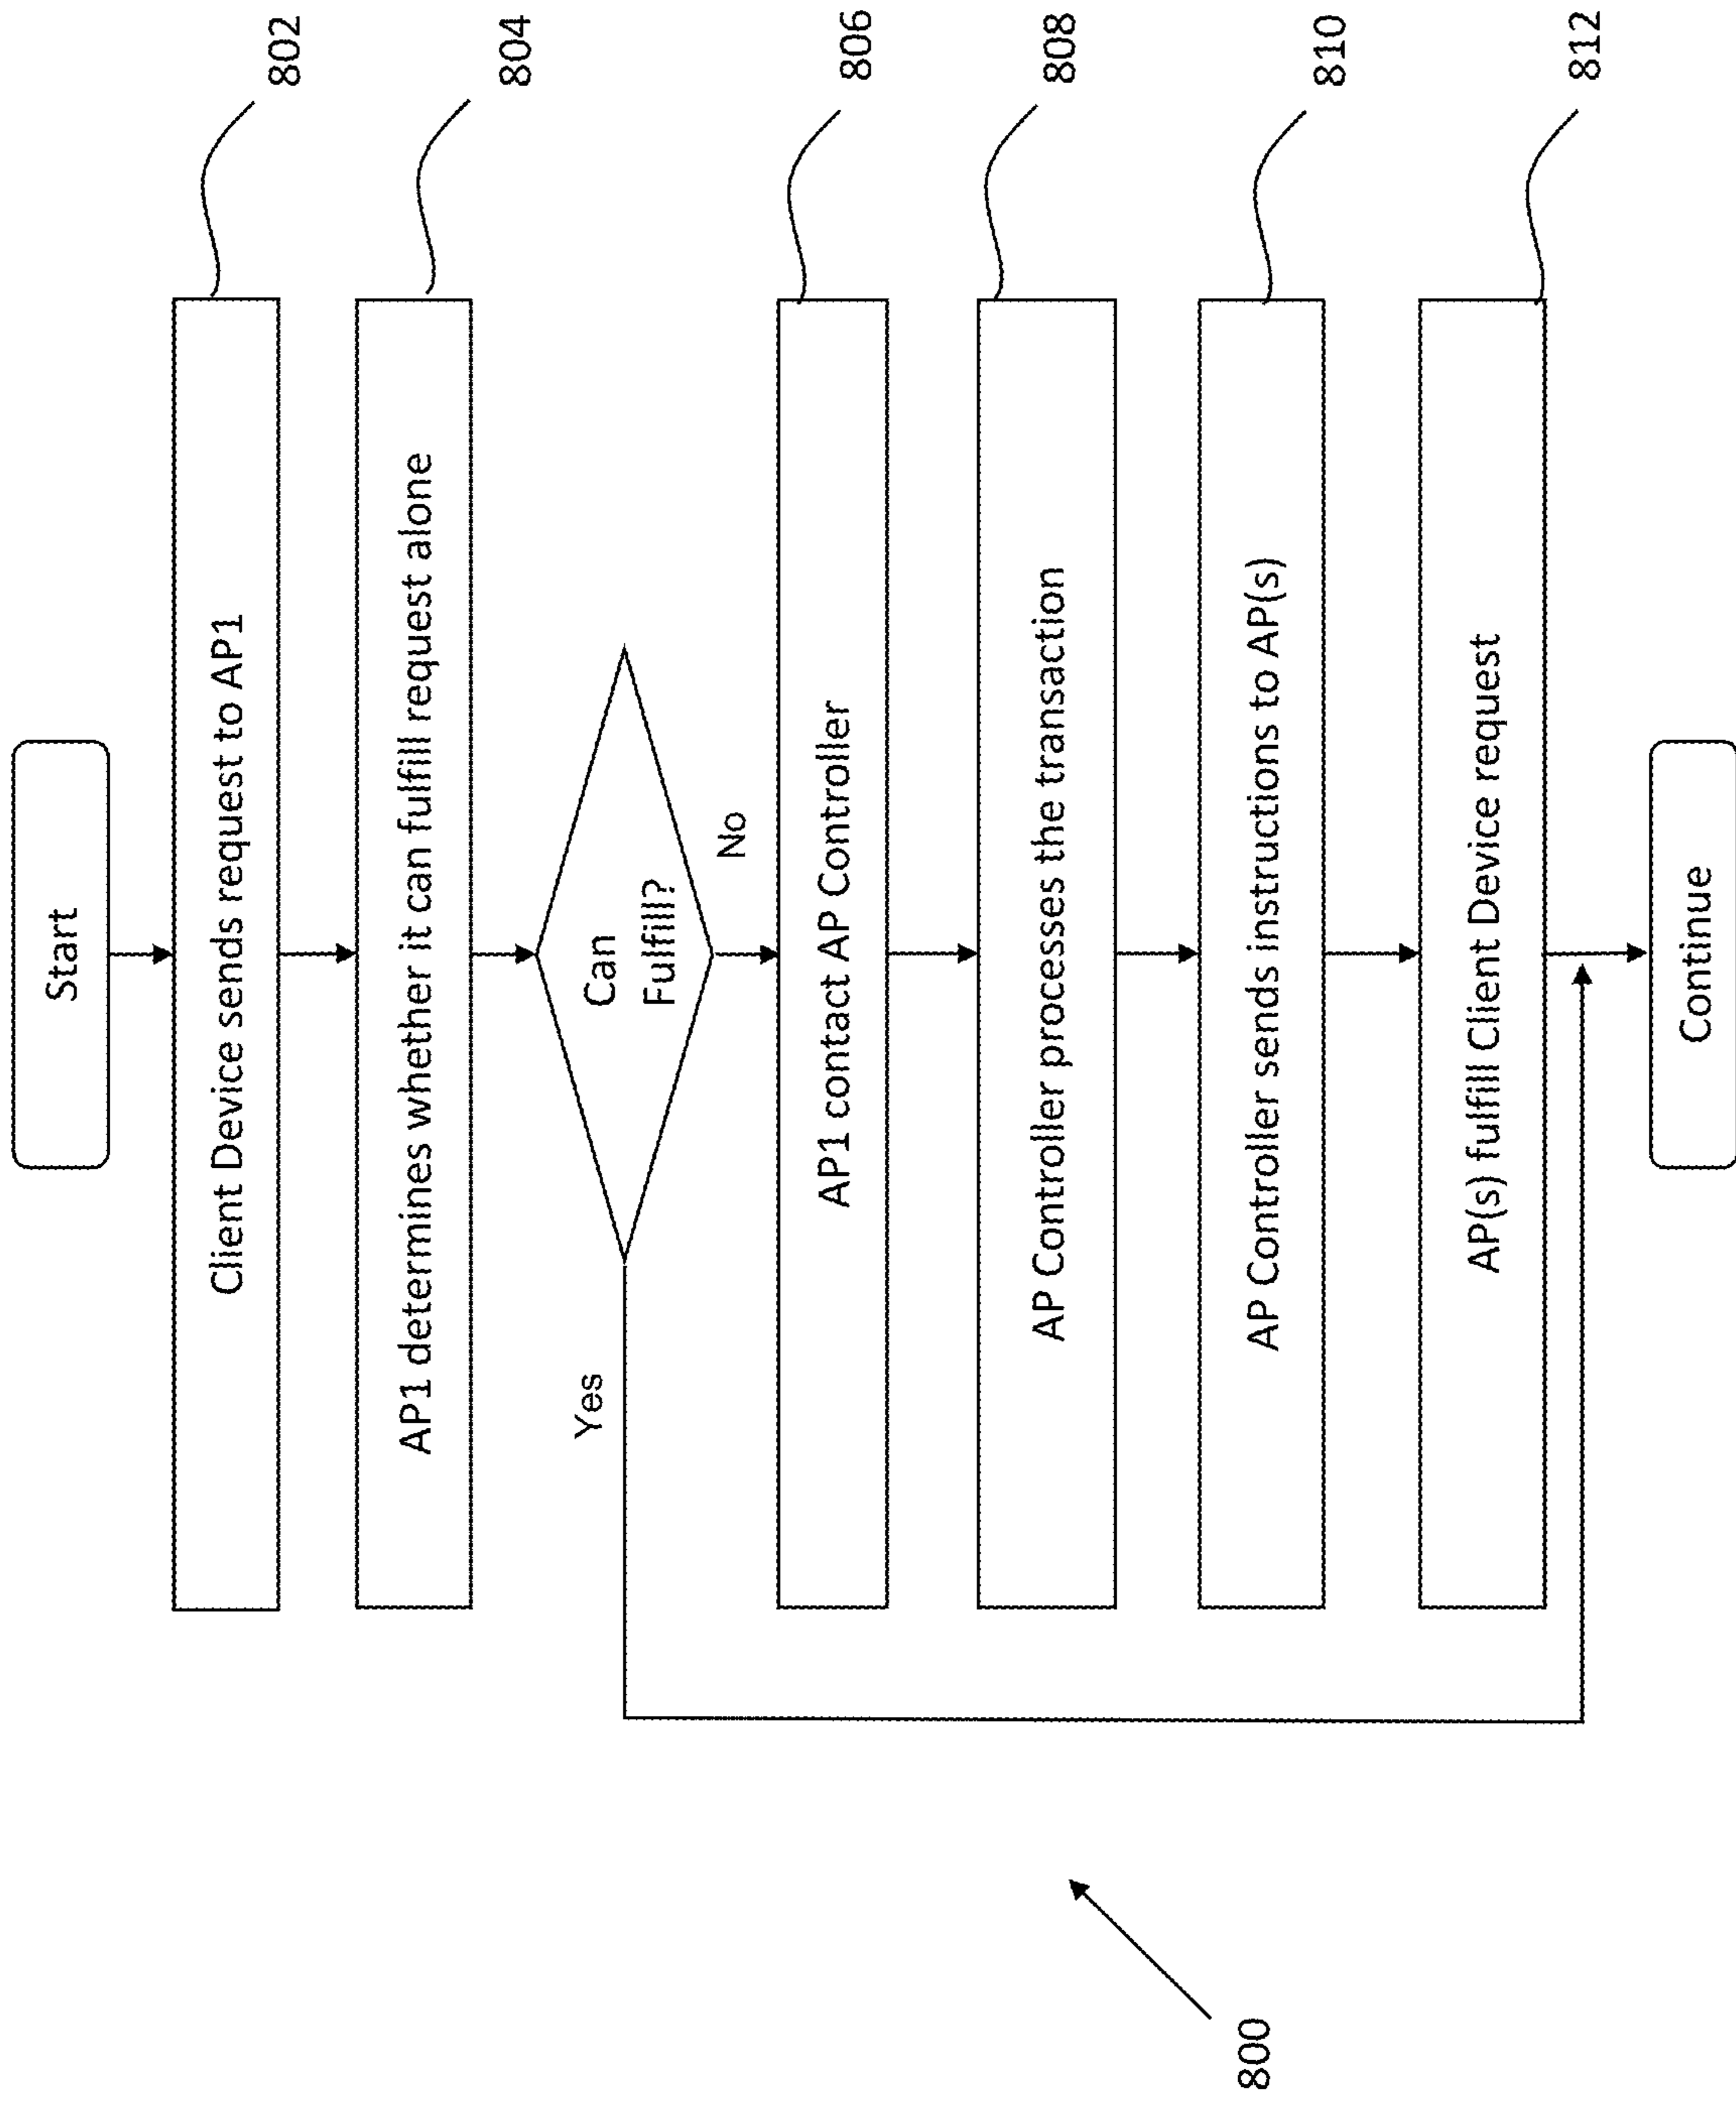 Start
Client Device sends request to AP1
802
AP1 determines whether it can fulfill request alone
804
Can
Fulfill?
Yes
No
AP1 contact AP Controller
806
AP Controller processes the transaction
808
AP Controller sends instructions to AP(s)
810
AP(s) fulfill Client Device request
812
Continue
800